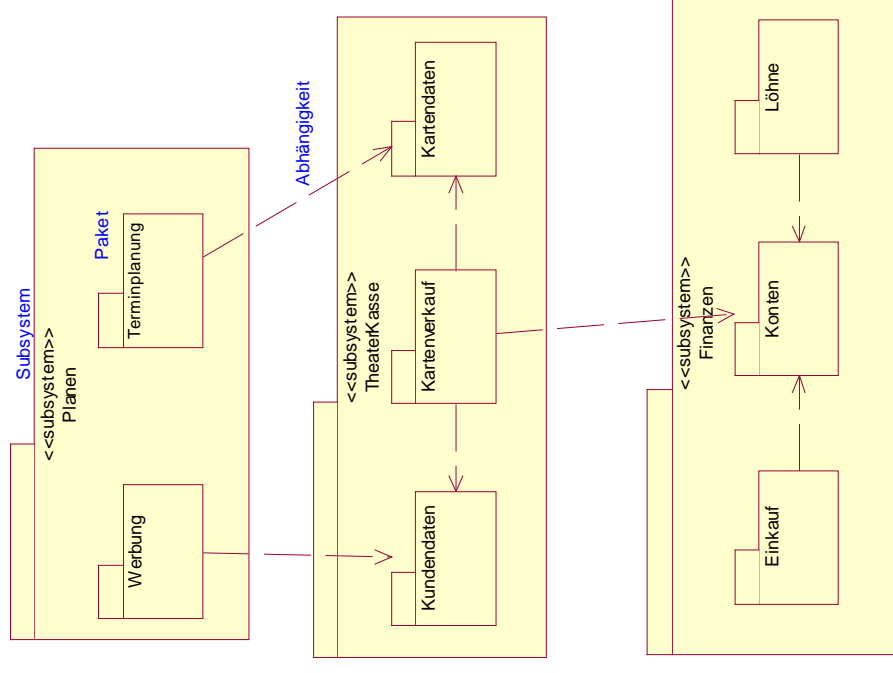 Subsystem
<<subsystem>>
Planen
Paket
Werbung
Terminplanung
Abhängigkeit
<<subsystem>>
TheaterKasse
Kundendaten
Kartenverkauf
Kartendaten
<<subsystem>>
Finanzen
Einkauf
Konten
Löhne